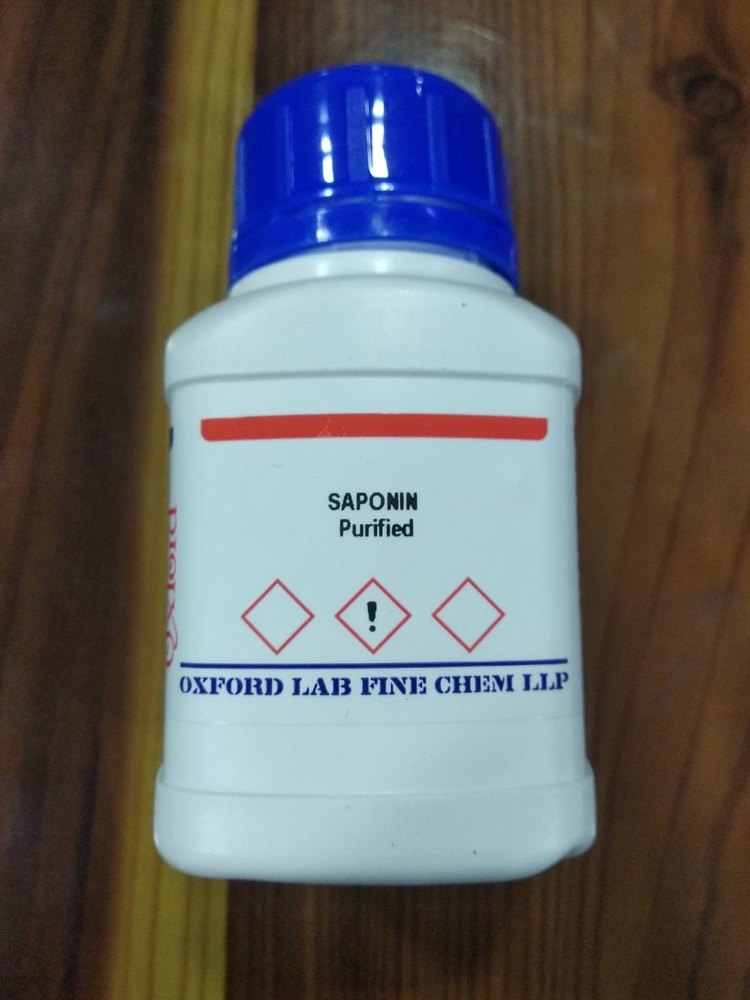 SAPONIN
Purified
!
OXFORD LAB FINE CHEM LLP